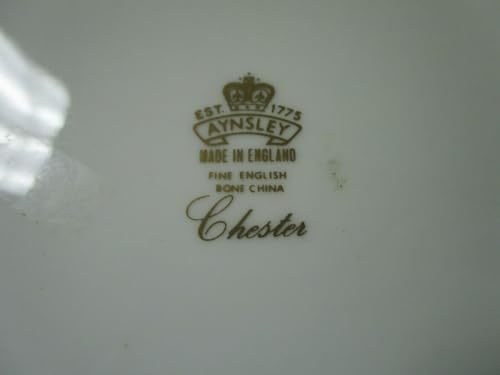 EST. 1775
AYNSLEY
MADE IN ENGLAND
FINE ENGLISH
BONE CHINA
Chester